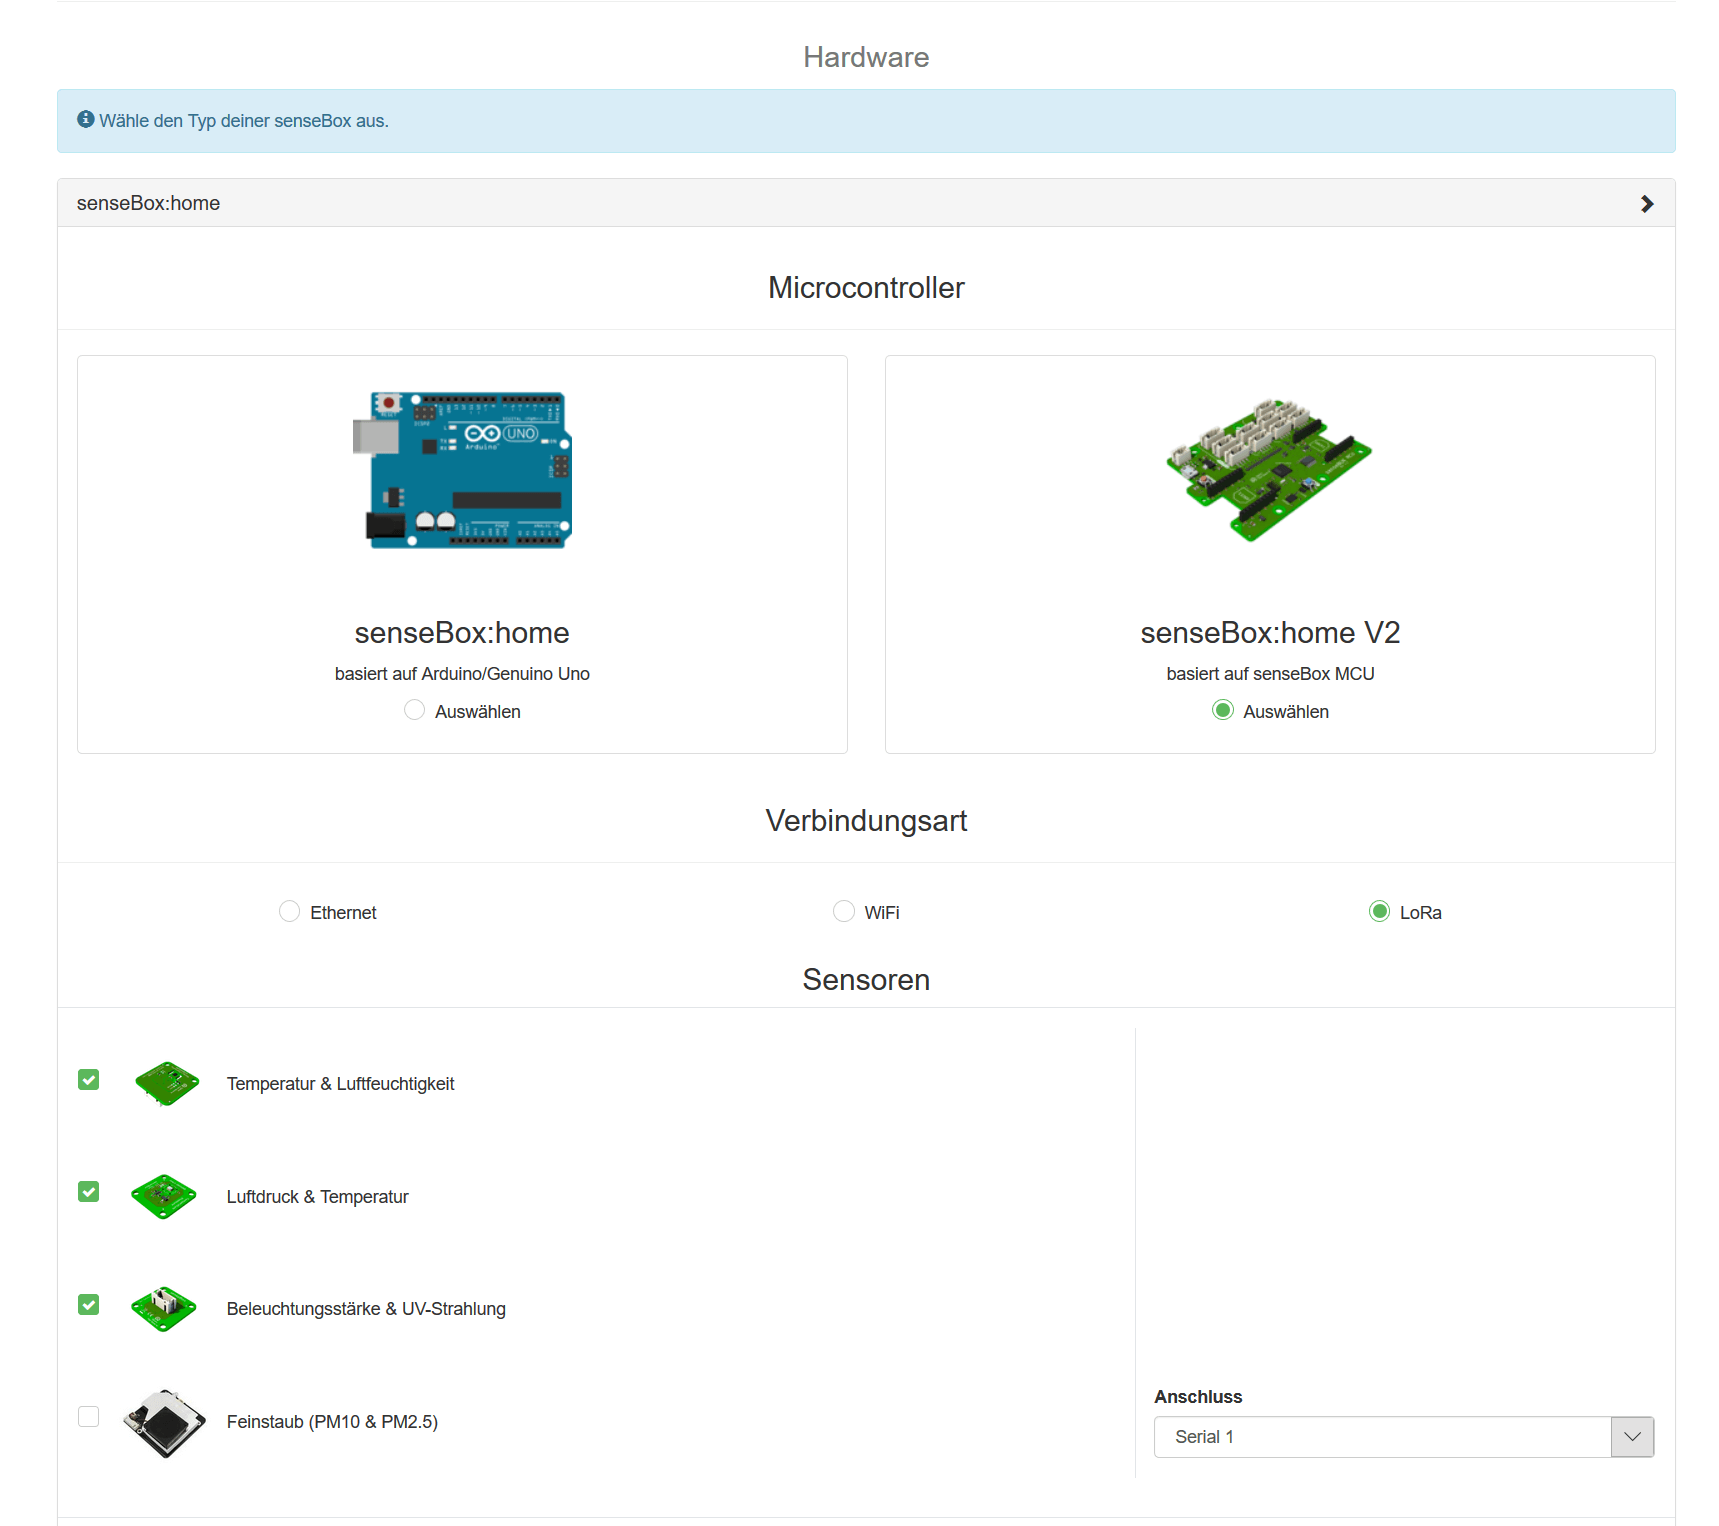 Hardware
Wähle den Typ deiner senseBox aus.
senseBox:home
Microcontroller
UNO
Arduino
senseBox:home
basiert auf Arduino/Genuino Uno
Auswählen
senseBox:home V2
basiert auf senseBox MCU
Auswählen
Verbindungsart
Ethernet
WiFi
LoRa
Sensoren
Temperatur & Luftfeuchtigkeit
Luftdruck & Temperatur
Beleuchtungsstärke & UV-Strahlung
Feinstaub (PM10 & PM2.5)
Anschluss
Serial 1